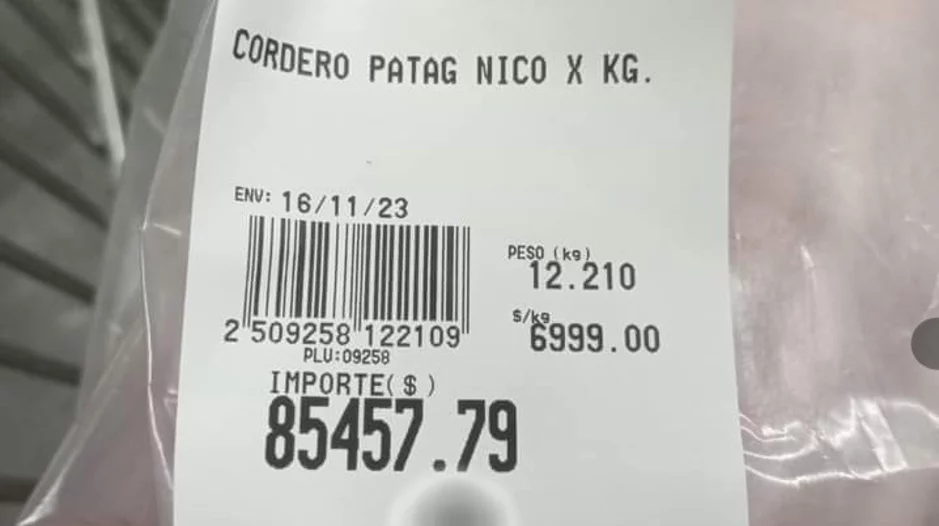 CORDERO PATAG NICO X KG.
ENV: 16/11/23
PESO (kg)
12.210
2 509258 122109
$/kg
6999.00
PLU:09258
IMPORTE($)
85457.79